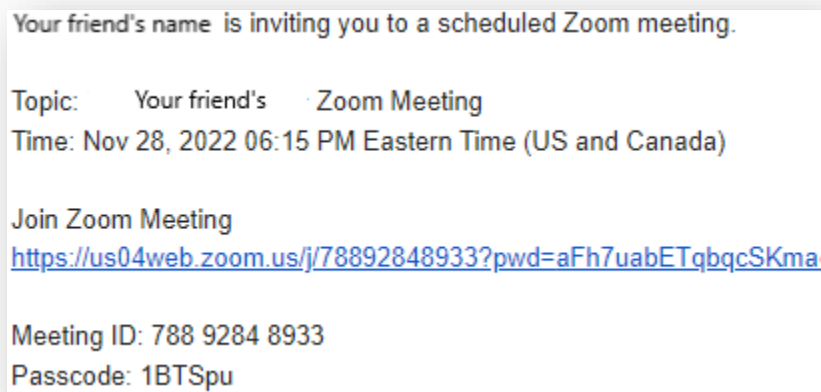 Your friend's name is inviting you to a scheduled Zoom meeting.
Topic: Your friend's Zoom Meeting
Time: Nov 28, 2022 06:15 PM Eastern Time (US and Canada)
Join Zoom Meeting
https://us04web.zoom.us/j/78892848933?pwd=aFh7uabETqbqcSKma
Meeting ID: 788 9284 8933
Passcode: 1BTSpu